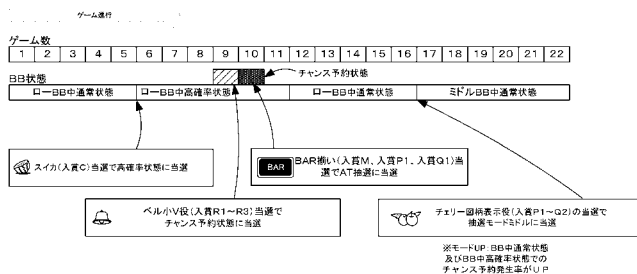 ゲーム進行
ゲーム数
1 2 3 4 5 6 7 8 9 10 11 12 13 14 15 16 17 18 19 20 21 22
チャンス予約状態
BB状態
ローBB中通常状態 ローBB中高確率状態 ローBB中通常状態 ミドルBB中通常状態
スイカ(入賞C)当選で高確率状態に当選
BAR BAR揃い(入賞M、入賞P1、入賞Q1)当
選でAT抽選に当選
ベル小V役(入賞R1～R3)当選で
チャンス予約状態に当選
チェリー図柄表示役(入賞P1～Q2)の当選で
抽選モードミドルに当選
※モードUP:BB中通常状態
及びBB中高確率状態での
チャンス予約発生率がUP